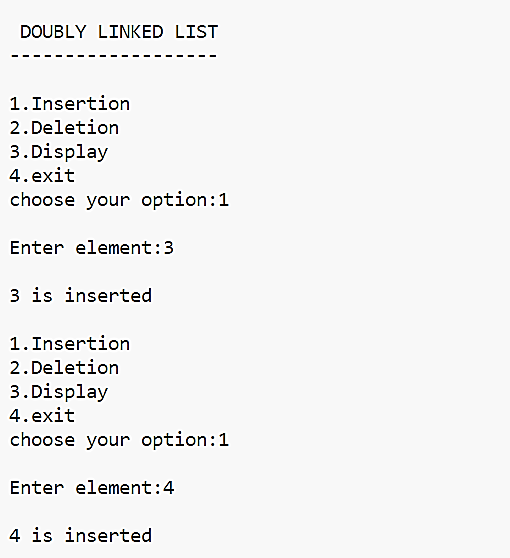 DOUBLY LINKED LIST
-------------------
1.Insertion
2.Deletion
3.Display
4.exit
choose your option:1
Enter element:3
3 is inserted
1.Insertion
2.Deletion
3.Display
4.exit
choose your option:1
Enter element:4
4 is inserted